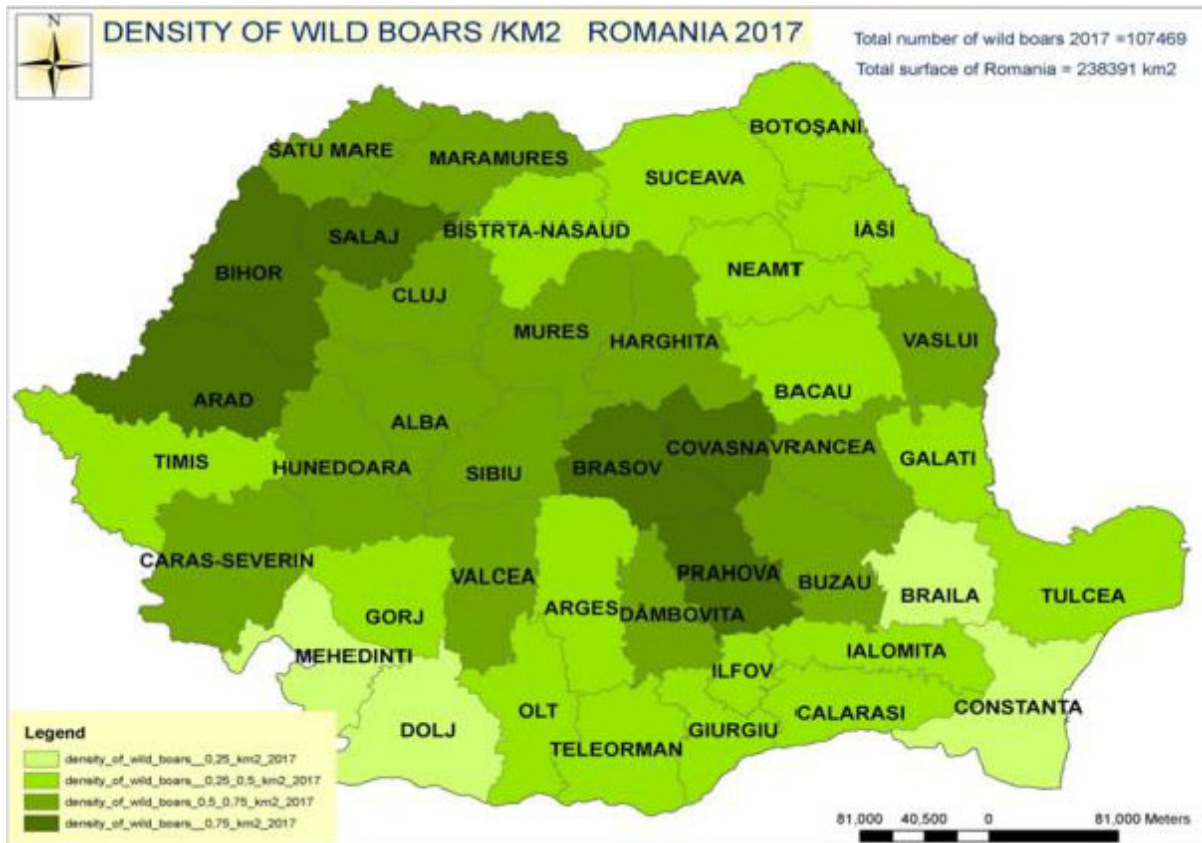 N
DENSITY OF WILD BOARS /KM2 ROMANIA 2017
Total number of wild boars 2017 =107469
Total surface of Romania = 238391 km2
BOTOŞANI
SATU MARE
MARAMURES
SUCEAVA
SALAJ
BISTRTA-NASAUD
IASI
BIHOR
NEAMT
CLUJ
MURES
HARGHITA
VASLUI
ARAD
BACAU
ALBA
TIMIS
HUNEDOARA
SIBIU
BRASOV
COVASNA
VRANCEA
GALATI
CARAS-SEVERIN
VALCEA
PRAHOVA
BUZAU
BRAILA
TULCEA
GORJ
ARGES
DÂMBOVITA
MEHEDINTI
ILFOV
IALOMITA
DOLJ
OLT
TELEORMAN
GIURGIU
CALARASI
CONSTANTA
Legend
density_of_wild_boars__0,25_km2_2017
density_of_wild_boars__0,25_0,5_km2_2017
density_of_wild_boars_0.5_0,75_km2_2017
density_of_wild_boars__0,75_km2_2017
81,000 40,500 0 81,000 Meters